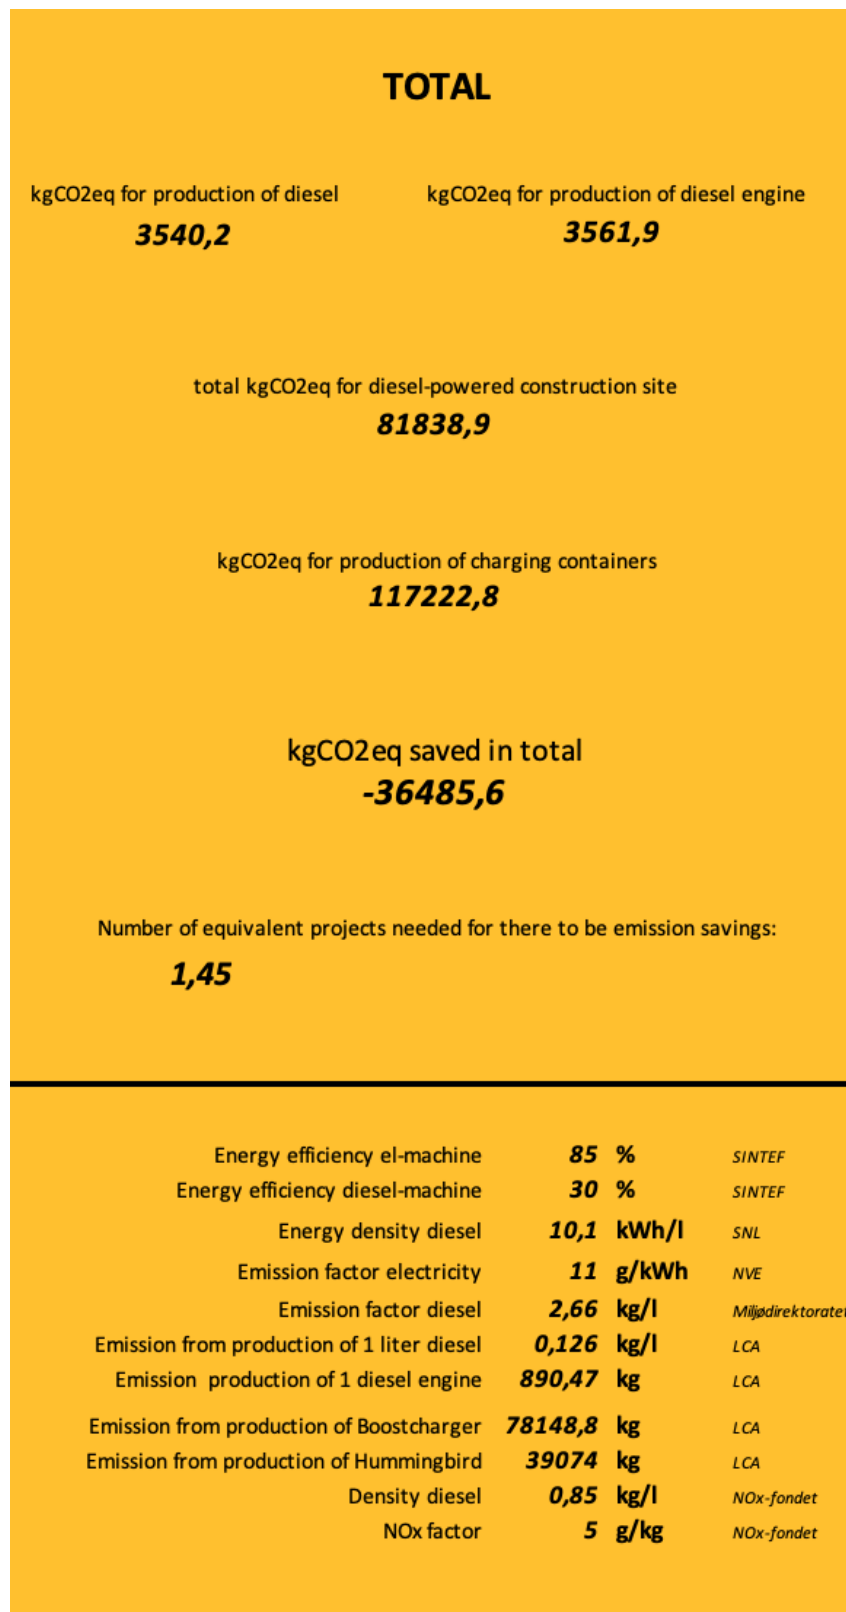 TOTAL
kgCO2eq for production of diesel kgCO2eq for production of diesel engine
3540,2 3561,9
total kgCO2eq for diesel-powered construction site
81838,9
kgCO2eq for production of charging containers
117222,8
kgCO2eq saved in total
-36485,6
Number of equivalent projects needed for there to be emission savings:
1,45
Energy efficiency el-machine 85 % SINTEF
Energy efficiency diesel-machine 30 % SINTEF
Energy density diesel 10,1 kWh/l SNL
Emission factor electricity 11 g/kWh NVE
Emission factor diesel 2,66 kg/l Miljødirektoratet
Emission from production of 1 liter diesel 0,126 kg/l LCA
Emission production of 1 diesel engine 890,47 kg LCA
Emission from production of Boostcharger 78148,8 kg LCA
Emission from production of Hummingbird 39074 kg LCA
Density diesel 0,85 kg/l NOx-fondet
NOx factor 5 g/kg NOx-fondet